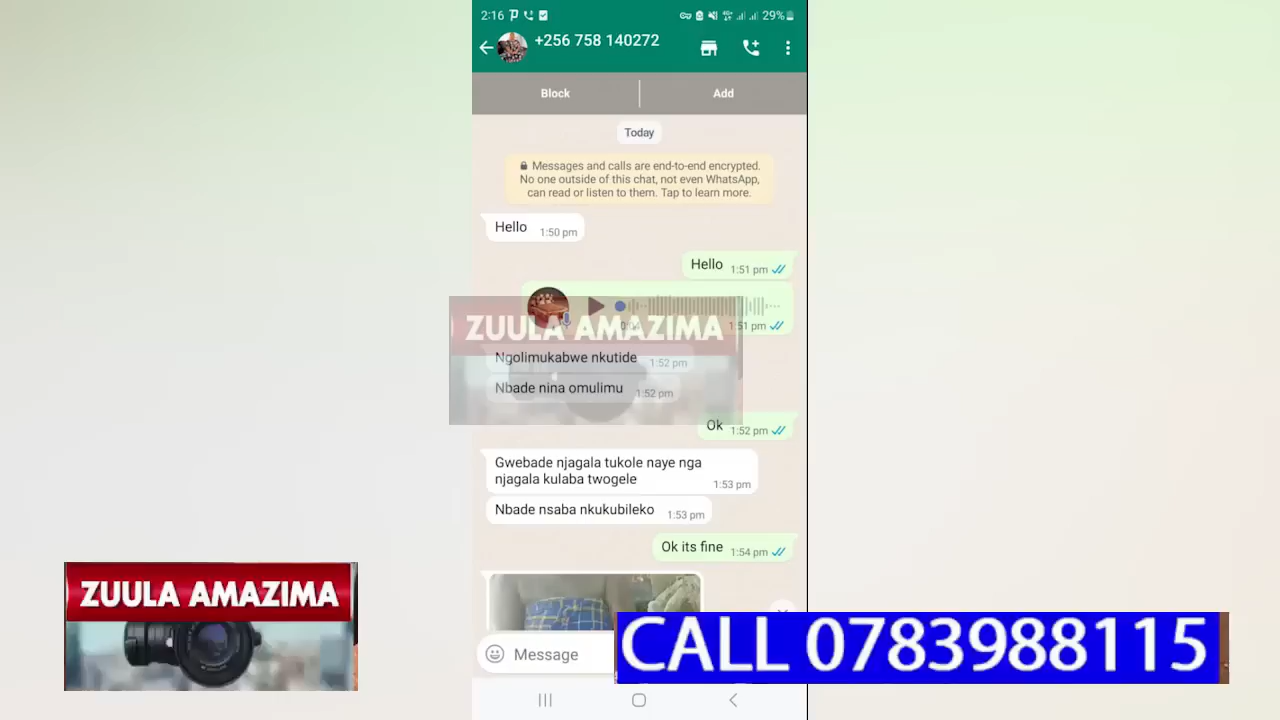 2:16
29%
+256 758 140272
Block
Add
Today
Messages and calls are end-to-end encrypted.
No one outside of this chat, not even WhatsApp,
can read or listen to them. Tap to learn more.
Hello 1:50 pm
Hello 1:51 pm
0:04 1:51 pm
ZUULA AMAZIMA
Ngolimukabwe nkutide 1:52 pm
Nbade nina omulimu 1:52 pm
Ok 1:52 pm
Gwebade njagala tukole naye nga
njagala kulaba twogele 1:53 pm
Nbade nsaba nkukubileko 1:53 pm
Ok its fine 1:54 pm
ZUULA AMAZIMA
Message
CALL 0783988115